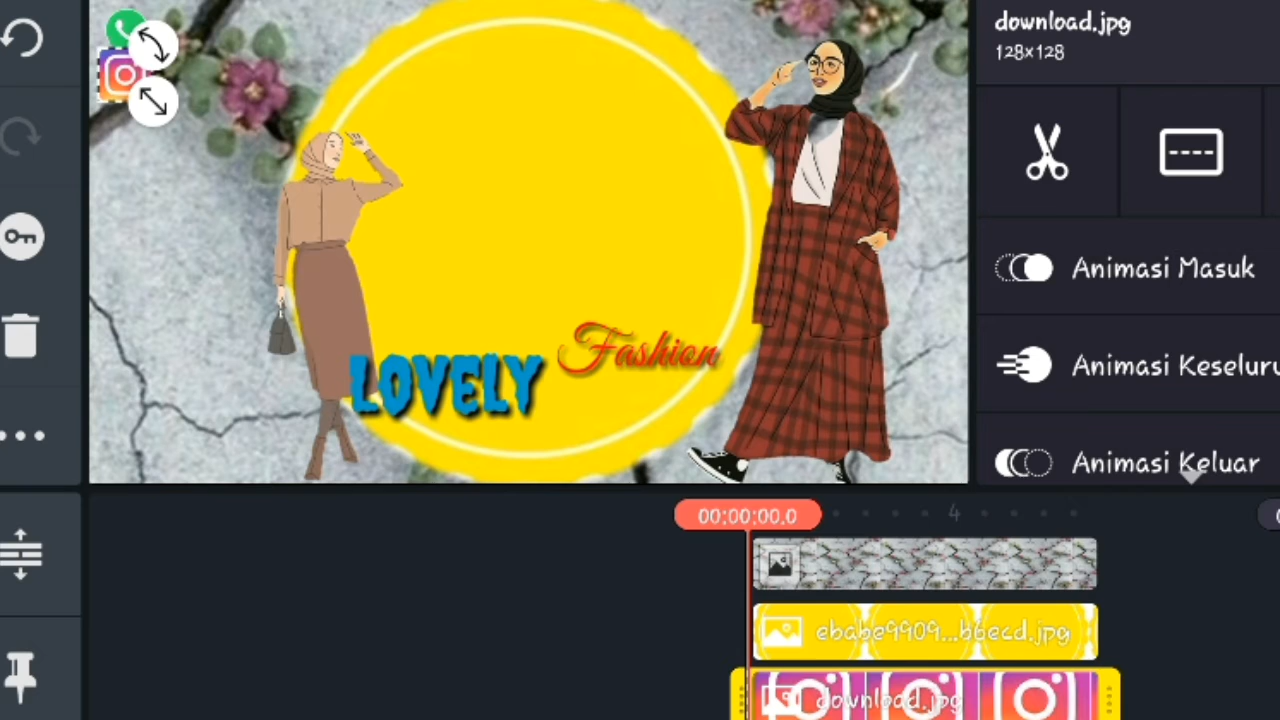 download.jpg
128×128
Animasi Masuk
LOVELY Fashion
Animasi Keseluru
Animasi Keluar
00:00:00.0
4
ebabe9909...b6ecd.jpg
download.jpg